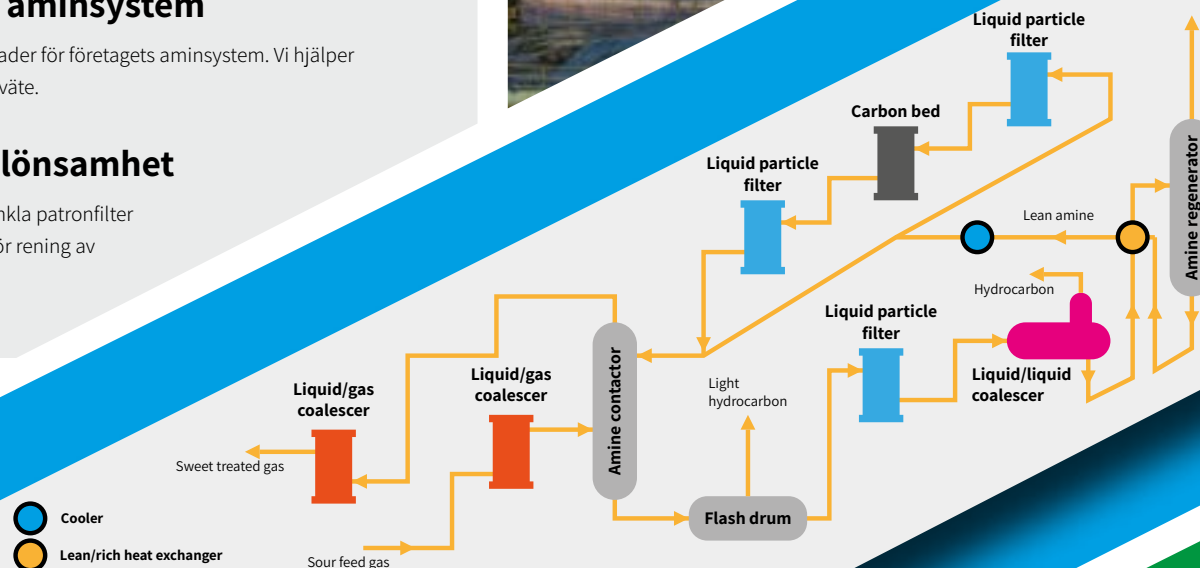 aminsystem
ader för företagets aminsystem. Vi hjälper
väte.
lönsamhet
nkla patronfilter
ör rening av
Liquid particle
filter
Carbon bed
Liquid particle
filter
Amine regenerator
Lean amine
Hydrocarbon
Liquid particle
filter
Liquid/liquid
coalescer
Liquid/gas
coalescer
Liquid/gas
coalescer
Amine contactor
Light
hydrocarbon
Sweet treated gas
Flash drum
Cooler
Lean/rich heat exchanger
Sour feed gas